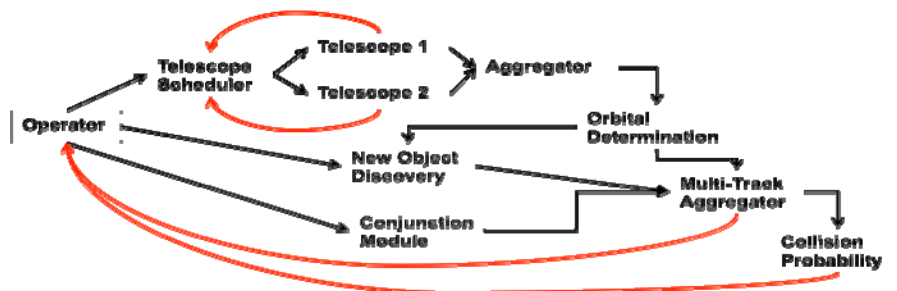 Telescope 1
Telescope
Scheduler
Aggregator
Telescope 2
Operator
Orbital
Determination
New Object
Discovery
Multi-Track
Aggregator
Conjunction
Module
Collision
Probability